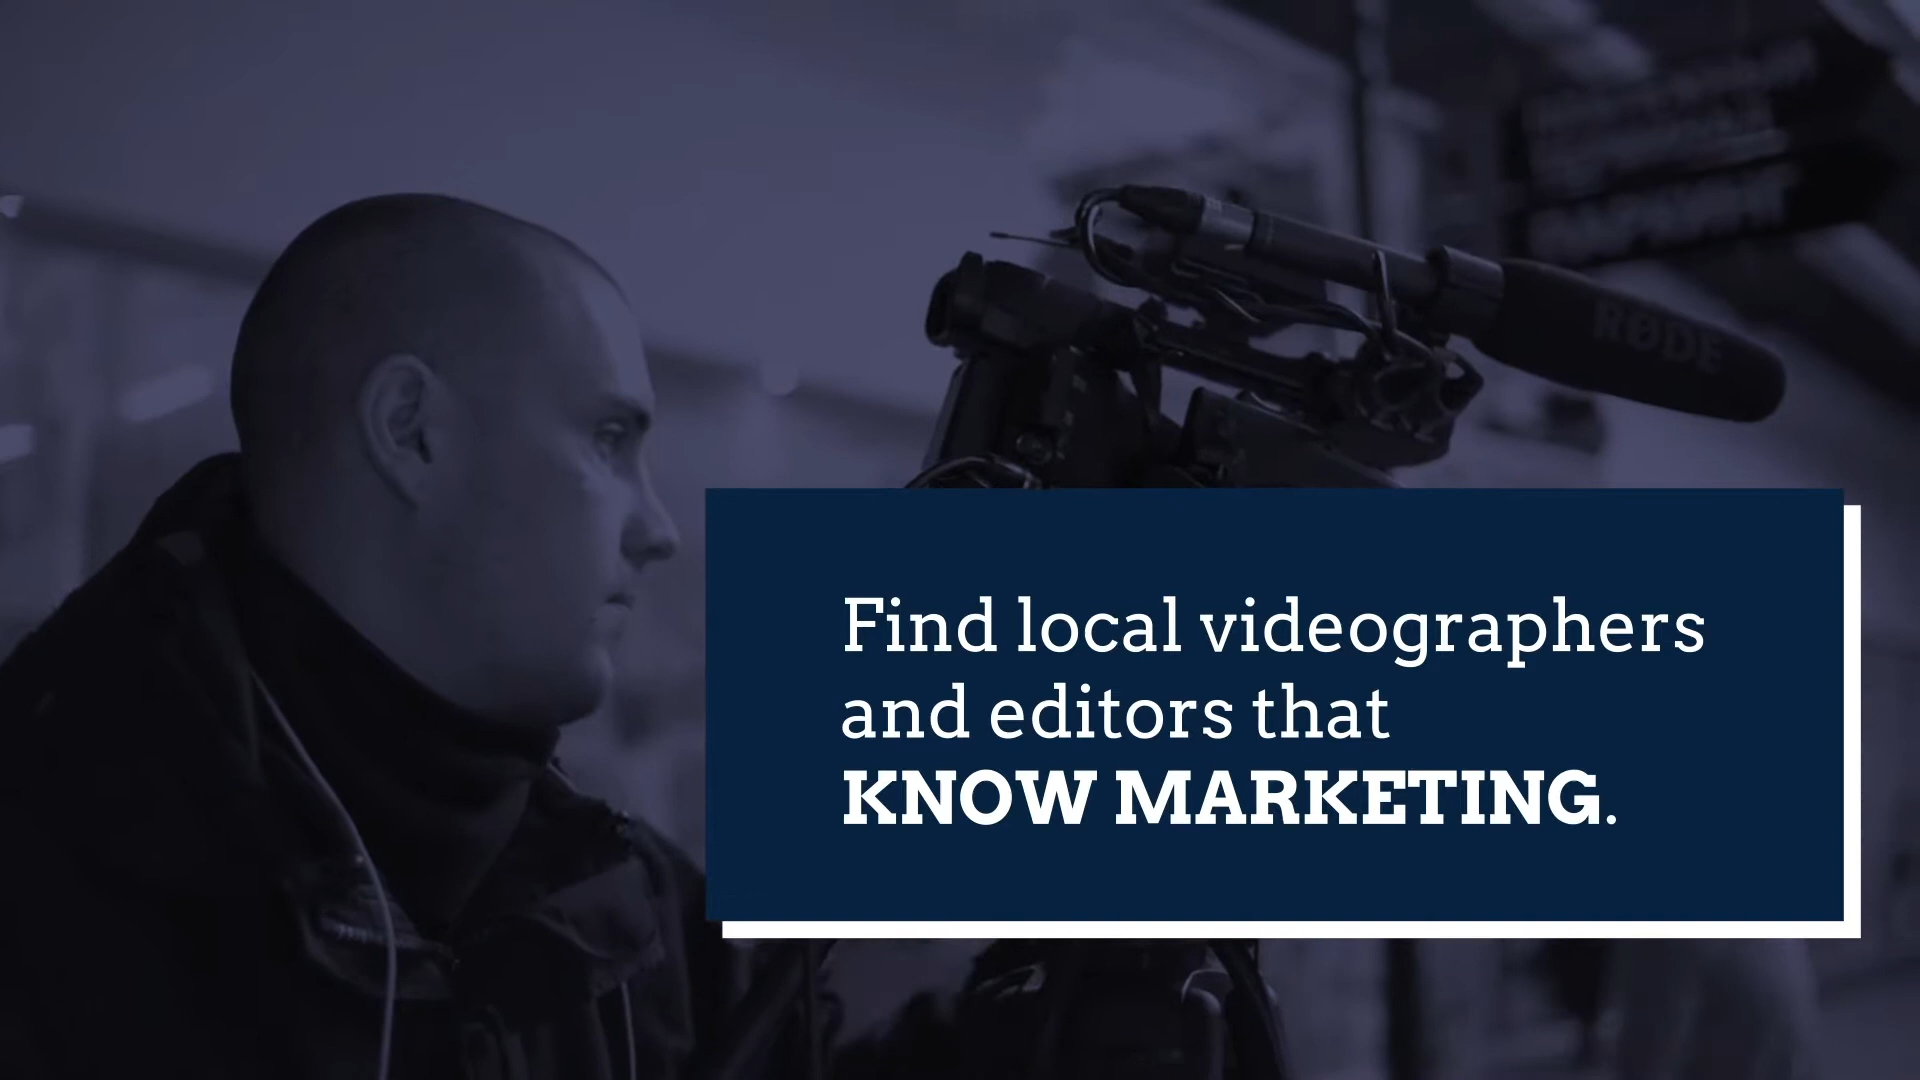 RØDE
Find local videographers
and editors that
KNOW MARKETING.